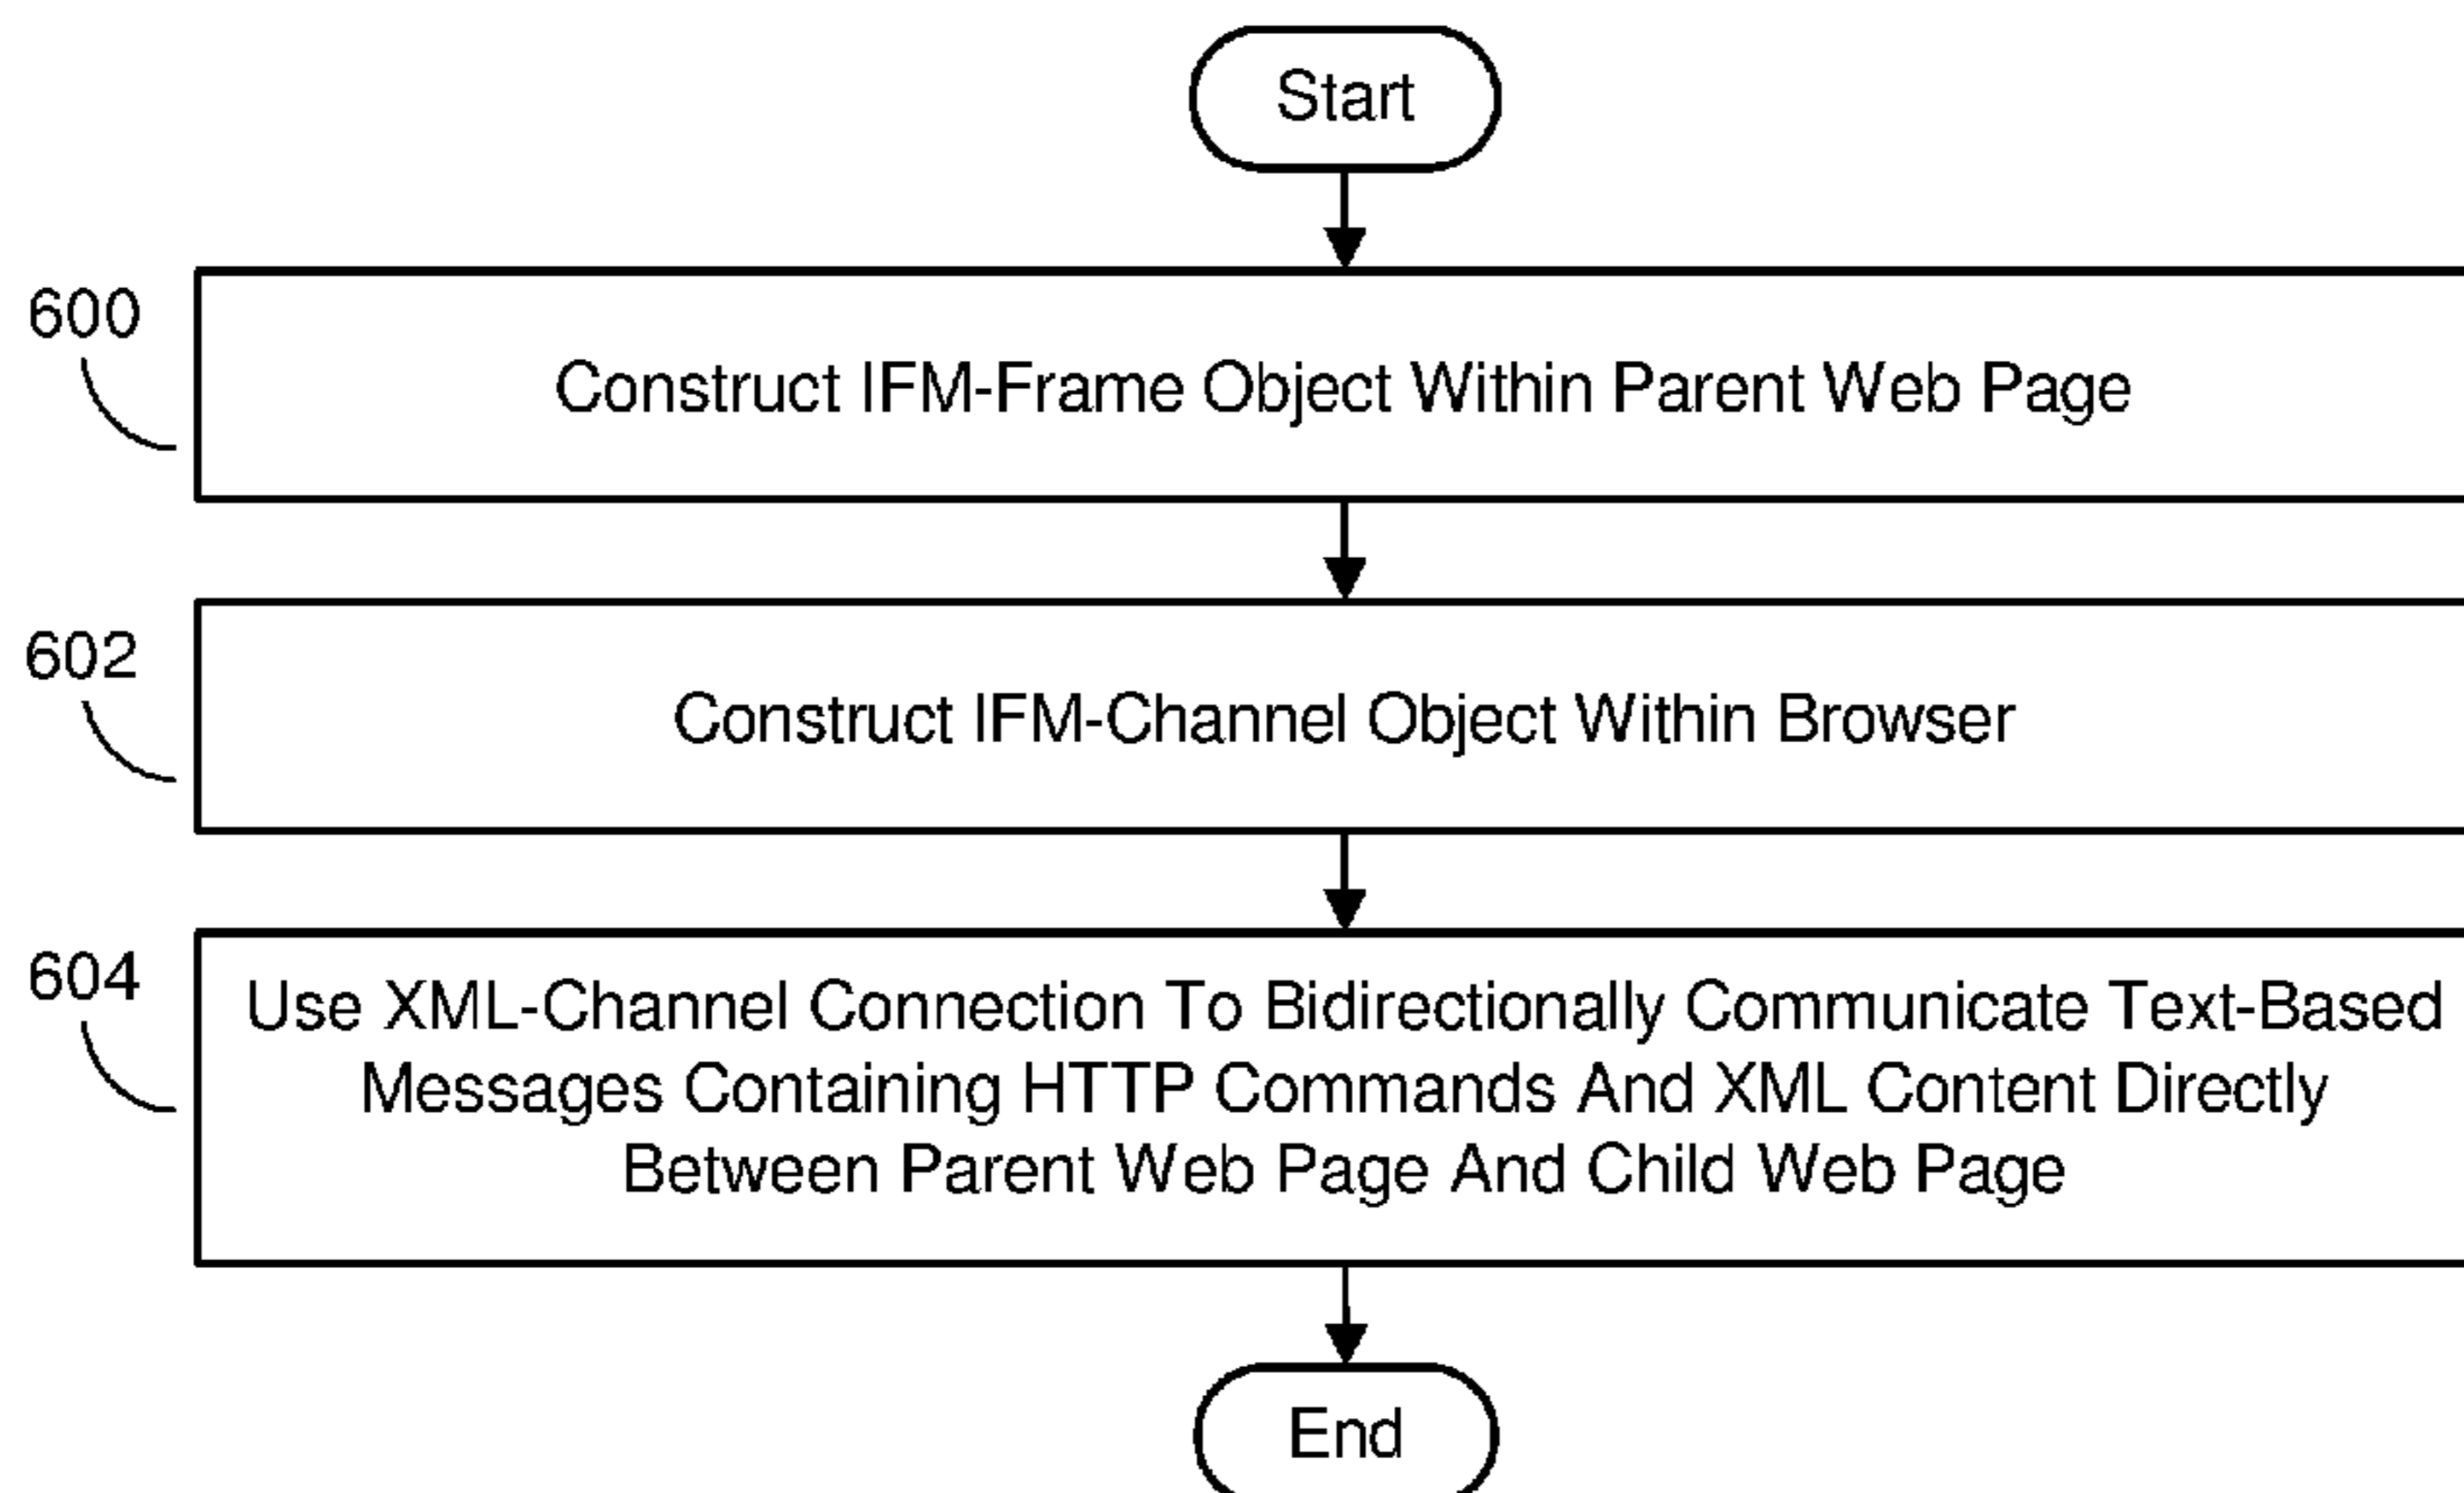 Start
600
Construct IFM-Frame Object Within Parent Web Page
602
Construct IFM-Channel Object Within Browser
604
Use XML-Channel Connection To Bidirectionally Communicate Text-Based
Messages Containing HTTP Commands And XML Content Directly
Between Parent Web Page And Child Web Page
End